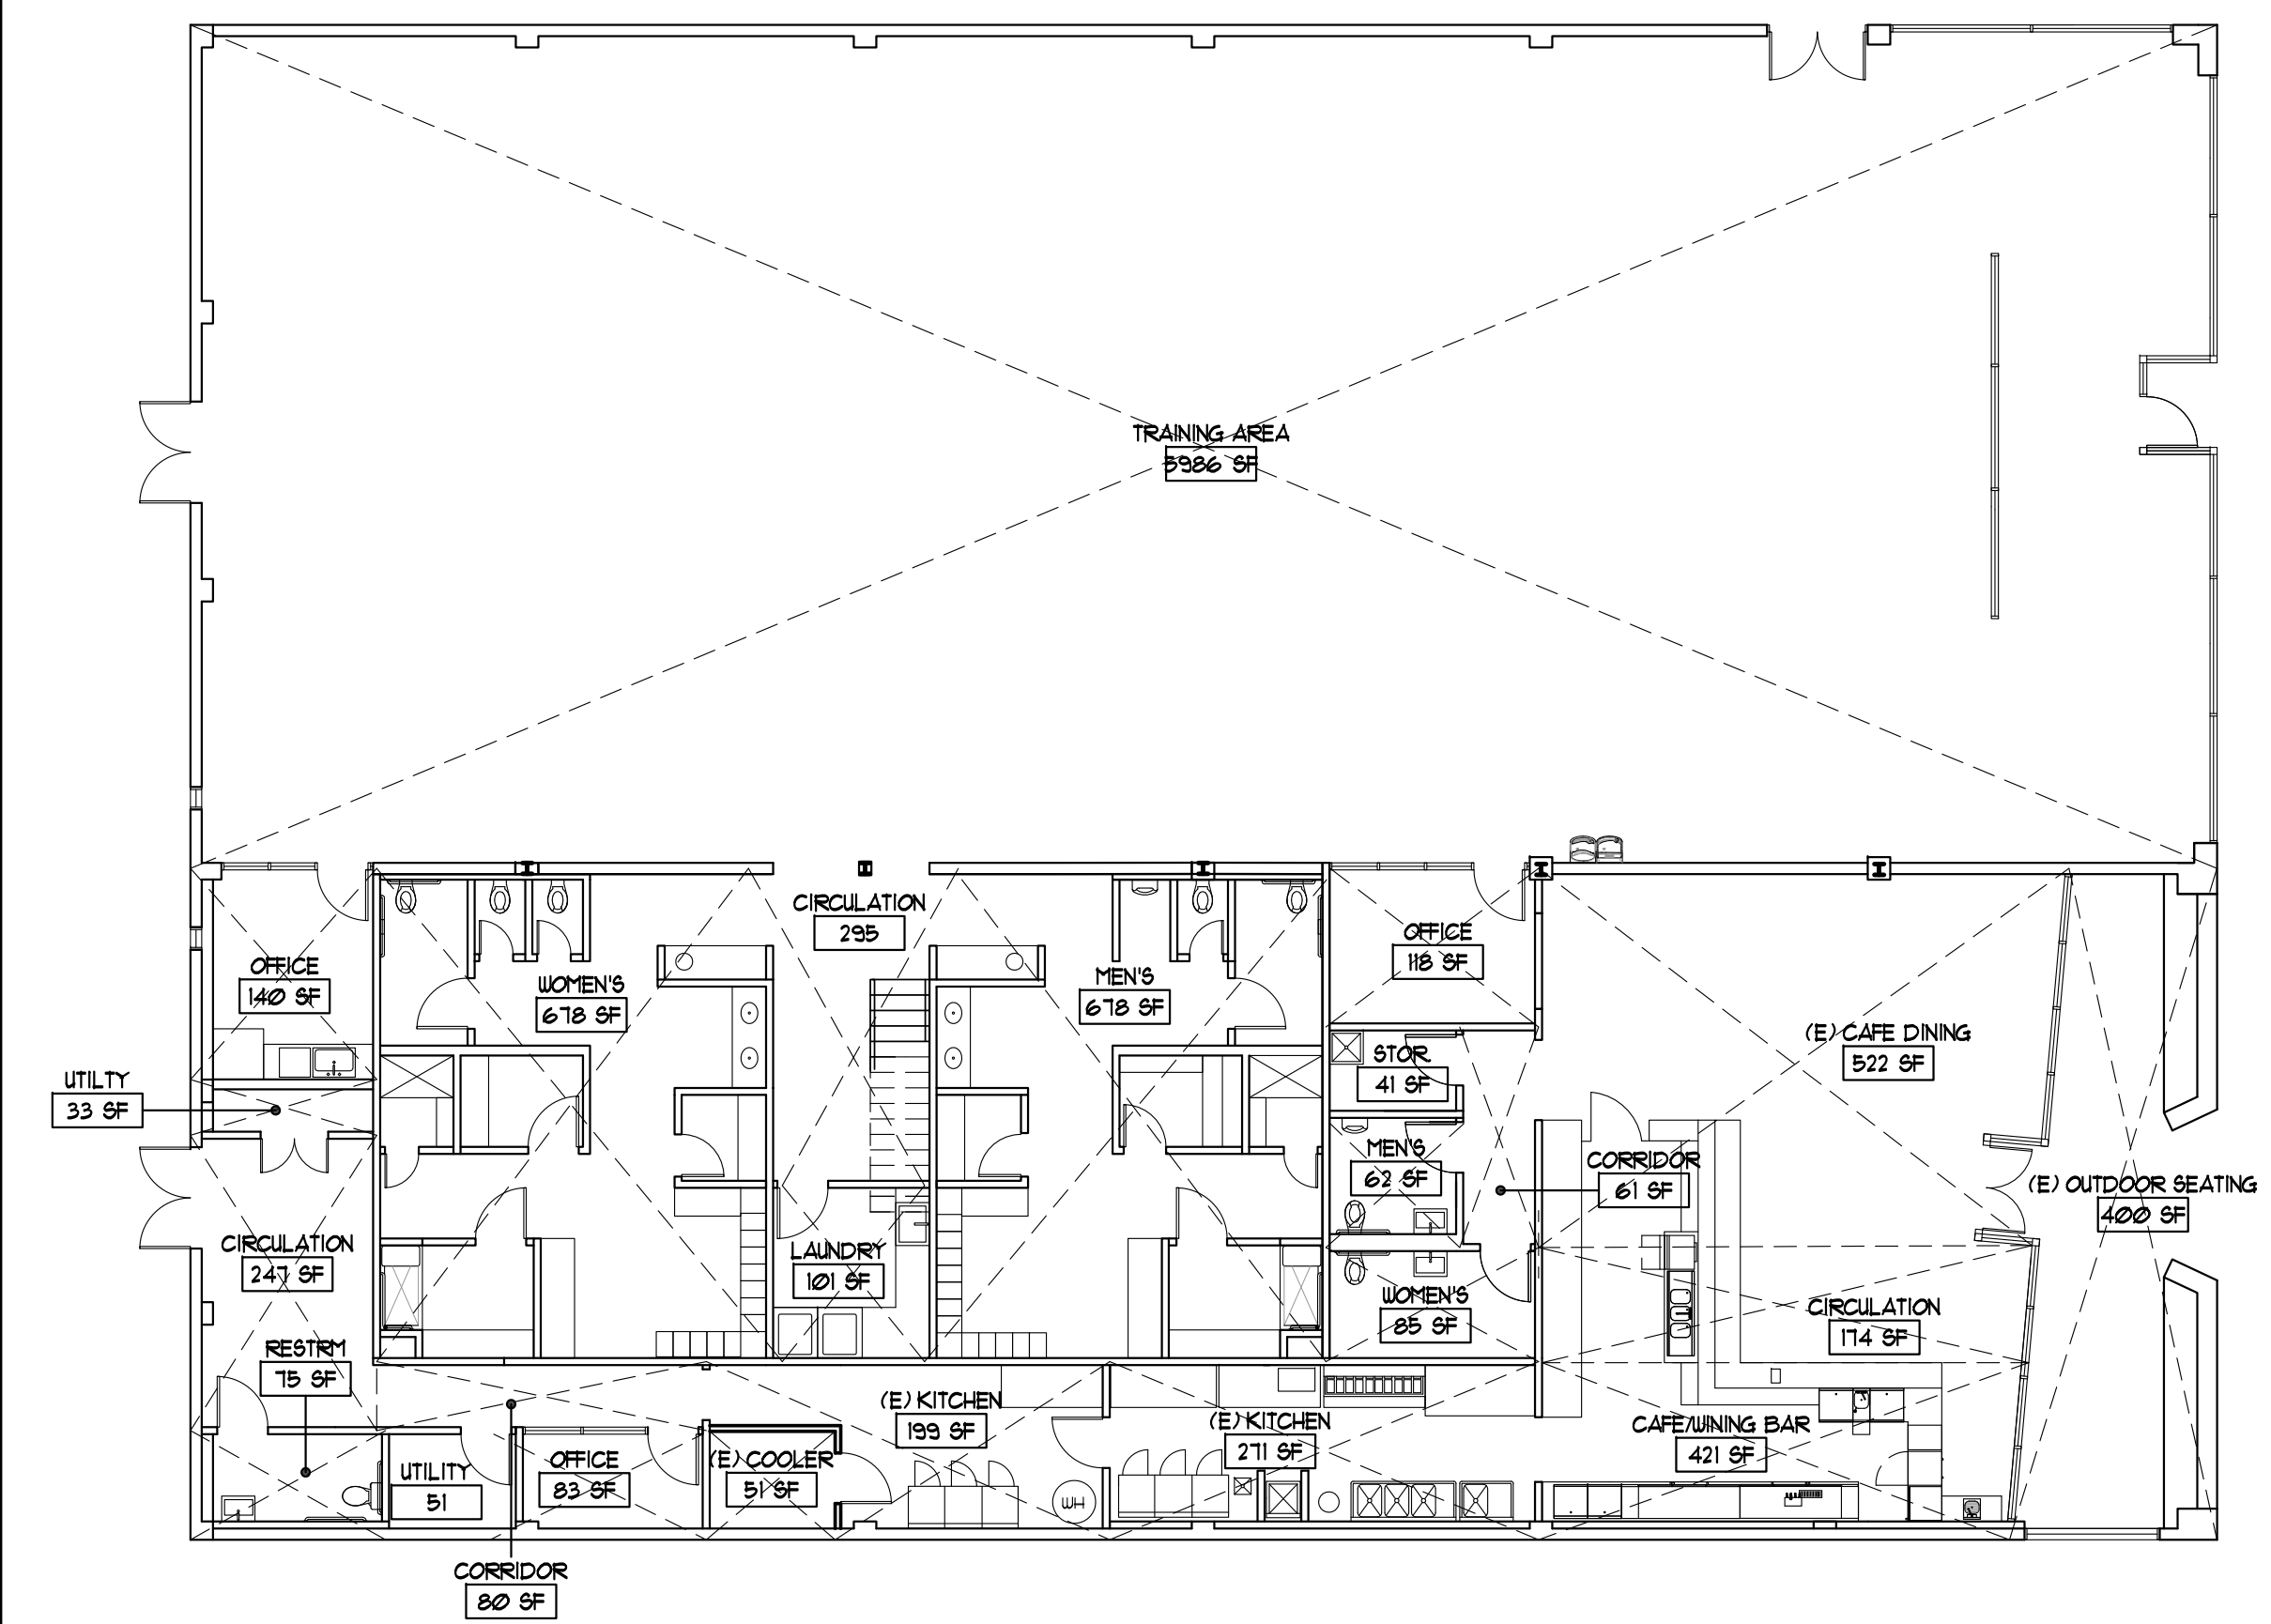 TRAINING AREA
5986 SF
CIRCULATION
295
OFFICE
118 SF
OFFICE
140 SF
WOMEN'S
678 SF
MEN'S
678 SF
(E) CAFE DINING
522 SF
STOR.
41 SF
UTILTY
33 SF
MEN'S
62 SF
CORRIDOR
61 SF
(E) OUTDOOR SEATING
400 SF
CIRCULATION
247 SF
LAUNDRY
101 SF
WOMEN'S
85 SF
CIRCULATION
174 SF
RESTRM
75 SF
(E) KITCHEN
199 SF
(E) KITCHEN
271 SF
CAFE/WINING BAR
421 SF
UTILITY
51
OFFICE
83 SF
(E) COOLER
51 SF
WH
CORRIDOR
80 SF